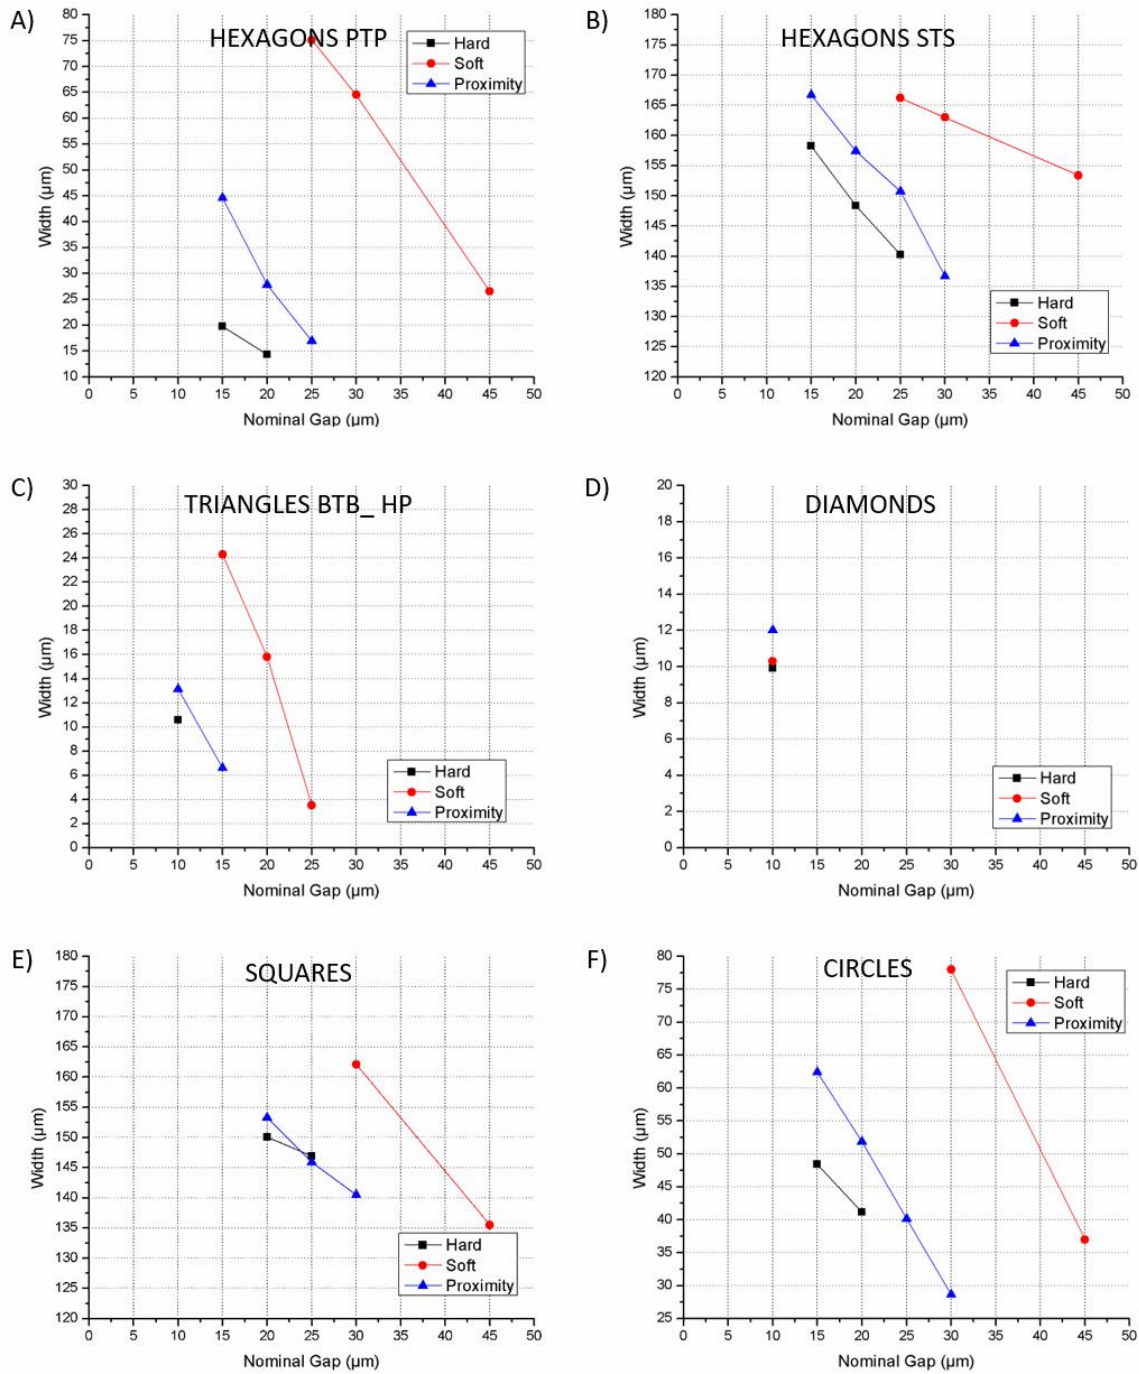 A)
HEXAGONS PTP
Hard
Soft
Proximity
80
75
70
65
60
55
50
45
40
35
30
25
20
15
10
Width (µm)
0 5 10 15 20 25 30 35 40 45 50
Nominal Gap (µm)
B)
HEXAGONS STS
180
175
170
165
160
155
150
145
140
135
130
125
120
Width (µm)
Hard
Soft
Proximity
0 5 10 15 20 25 30 35 40 45 50
Nominal Gap (µm)
C)
TRIANGLES BTB_ HP
30
28
26
24
22
20
18
16
14
12
10
8
6
4
2
0
Width (µm)
Hard
Soft
Proximity
0 5 10 15 20 25 30 35 40 45 50
Nominal Gap (µm)
D)
DIAMONDS
20
18
16
14
12
10
8
6
4
2
0
Width (µm)
Hard
Soft
Proximity
0 5 10 15 20 25 30 35 40 45 50
Nominal Gap (µm)
E)
SQUARES
180
175
170
165
160
155
150
145
140
135
130
125
120
Width (µm)
Hard
Soft
Proximity
0 5 10 15 20 25 30 35 40 45 50
Nominal Gap (µm)
F)
CIRCLES
Hard
Soft
Proximity
80
75
70
65
60
55
50
45
40
35
30
25
Width (µm)
0 5 10 15 20 25 30 35 40 45 50
Nominal Gap (µm)